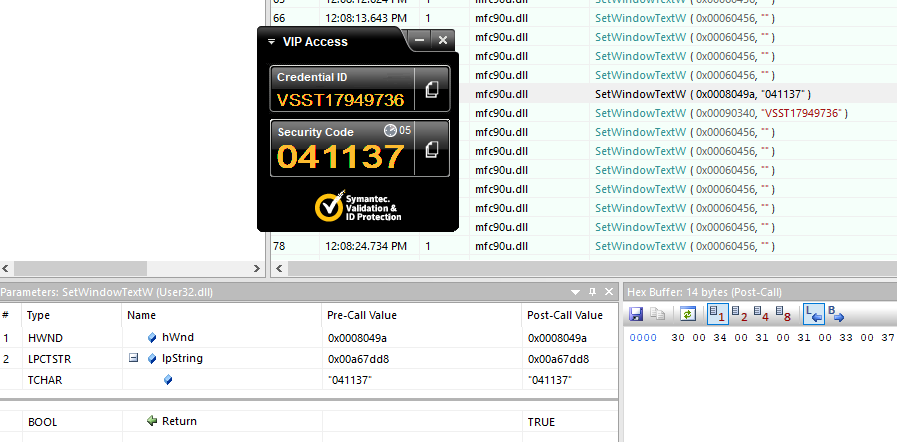 65 12:08:12.624 PM 1 mfc90u.dll
66 12:08:13.643 PM 1 mfc90u.dll SetWindowTextW ( 0x00060456, "" )
VIP Access
mfc90u.dll SetWindowTextW ( 0x00060456, "" )
mfc90u.dll SetWindowTextW ( 0x00060456, "" )
mfc90u.dll SetWindowTextW ( 0x00060456, "" )
Credential ID
VSST17949736
mfc90u.dll SetWindowTextW ( 0x0008049a, "041137" )
mfc90u.dll SetWindowTextW ( 0x00090340, "VSST17949736" )
Security Code 05
041137
mfc90u.dll SetWindowTextW ( 0x00060456, "" )
mfc90u.dll SetWindowTextW ( 0x00060456, "" )
mfc90u.dll SetWindowTextW ( 0x00060456, "" )
mfc90u.dll SetWindowTextW ( 0x00060456, "" )
Symantec.
Validation &
ID Protection
mfc90u.dll SetWindowTextW ( 0x00060456, "" )
mfc90u.dll SetWindowTextW ( 0x00060456, "" )
78 12:08:24.734 PM 1 mfc90u.dll SetWindowTextW ( 0x00060456, "" )
Parameters: SetWindowTextW (User32.dll)
# Type Name Pre-Call Value Post-Call Value
1 HWND hWnd 0x0008049a 0x0008049a
2 LPCTSTR lpString 0x00a67dd8 0x00a67dd8
TCHAR "041137" "041137"
BOOL Return TRUE
Hex Buffer: 14 bytes (Post-Call)
1 2 4 8 L B
0000 30 00 34 00 31 00 31 00 33 00 37